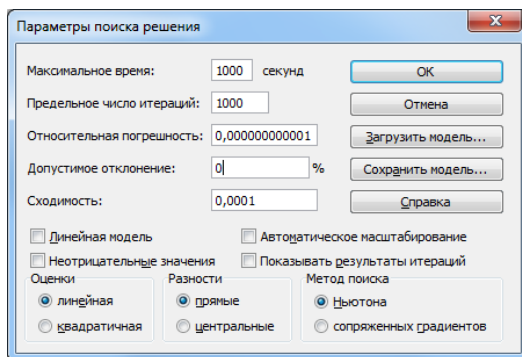 Параметры поиска решения
Максимальное время: 1000 секунд OK
Предельное число итераций: 1000 Отмена
Относительная погрешность: 0,000000000001 Загрузить модель...
Допустимое отклонение: 0 % Сохранить модель...
Сходимость: 0,0001 Справка
Линейная модель Автоматическое масштабирование
Неотрицательные значения Показывать результаты итераций
Оценки Разности Метод поиска
линейная прямые Ньютона
квадратичная центральные сопряженных градиентов